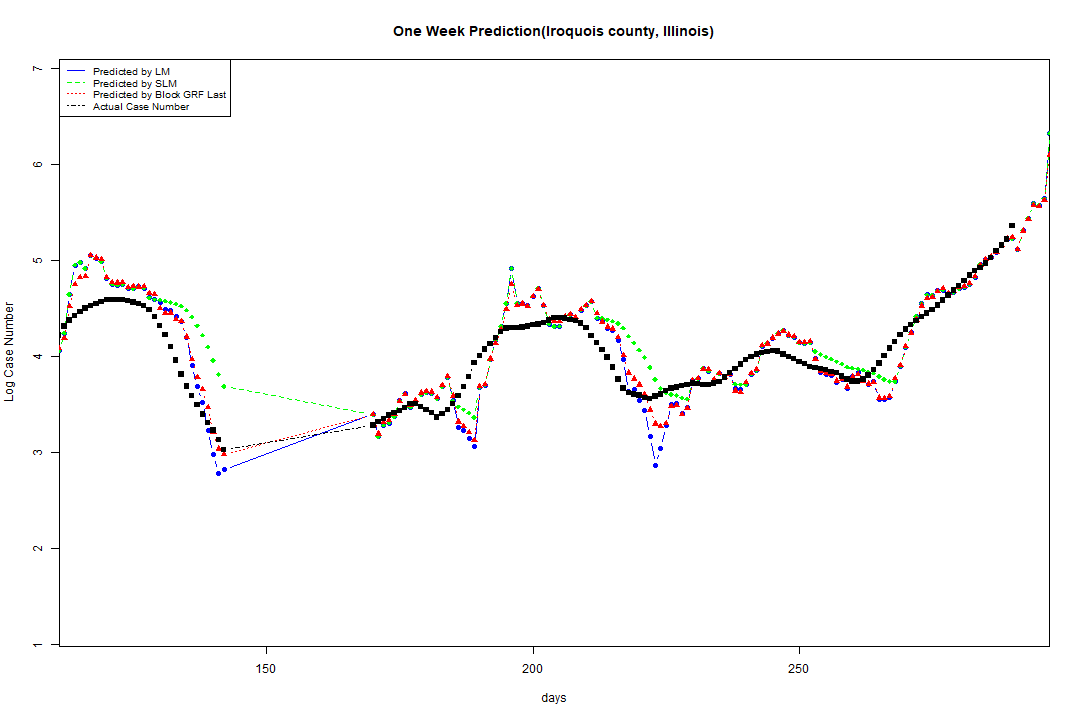 One Week Prediction(Iroquois county, Illinois)
Predicted by LM
Predicted by SLM
Predicted by Block GRF Last
Actual Case Number
7
6
5
4
3
2
1
Log Case Number
150
200
250
days